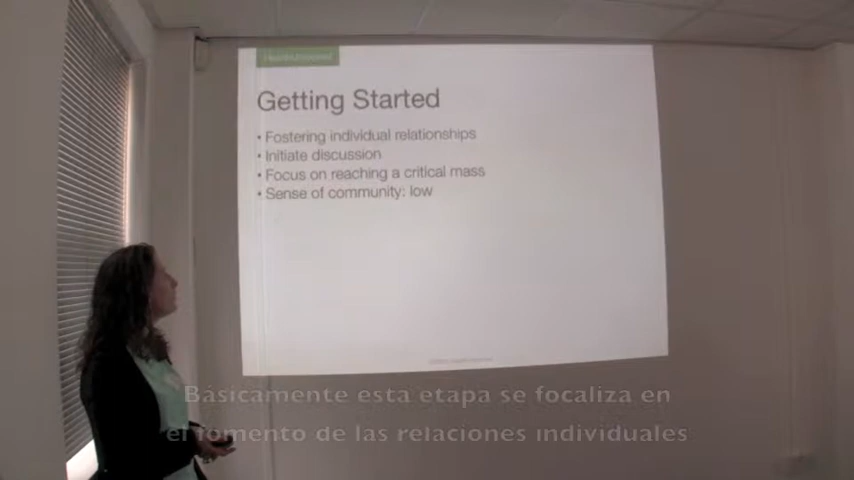 Getting Started
• Fostering individual relationships
• Initiate discussion
• Focus on reaching a critical mass
• Sense of community: low
Básicamente esta etapa se focaliza en
el fomento de las relaciones individuales